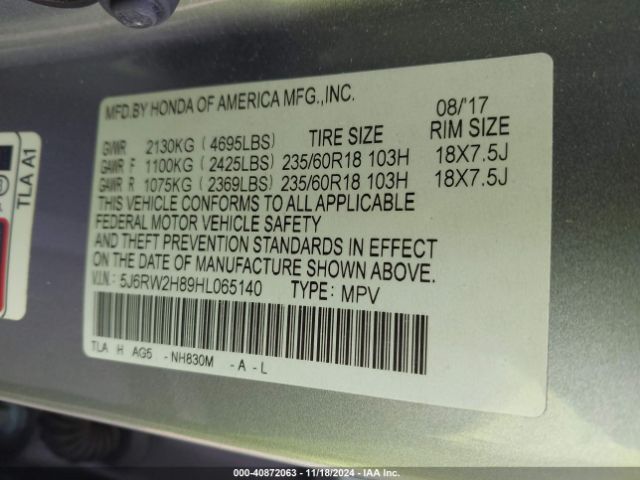 MFD.BY HONDA OF AMERICA MFG.,INC. 08/'17
GVWR 2130KG ( 4695LBS) TIRE SIZE RIM SIZE
GAWR F 1100KG ( 2425LBS) 235/60R18 103H 18X7.5J
GAWR R 1075KG ( 2369LBS) 235/60R18 103H 18X7.5J
THIS VEHICLE CONFORMS TO ALL APPLICABLE
FEDERAL MOTOR VEHICLE SAFETY
AND THEFT PREVENTION STANDARDS IN EFFECT
ON THE DATE OF MANUFACTURE SHOWN ABOVE.
V.I.N.: 5J6RW2H89HL065140 TYPE: MPV
TLA H AG5 -NH830M -A -L
TLA A1
© - 40872063 - 11/18/2024 - IAA Inc.